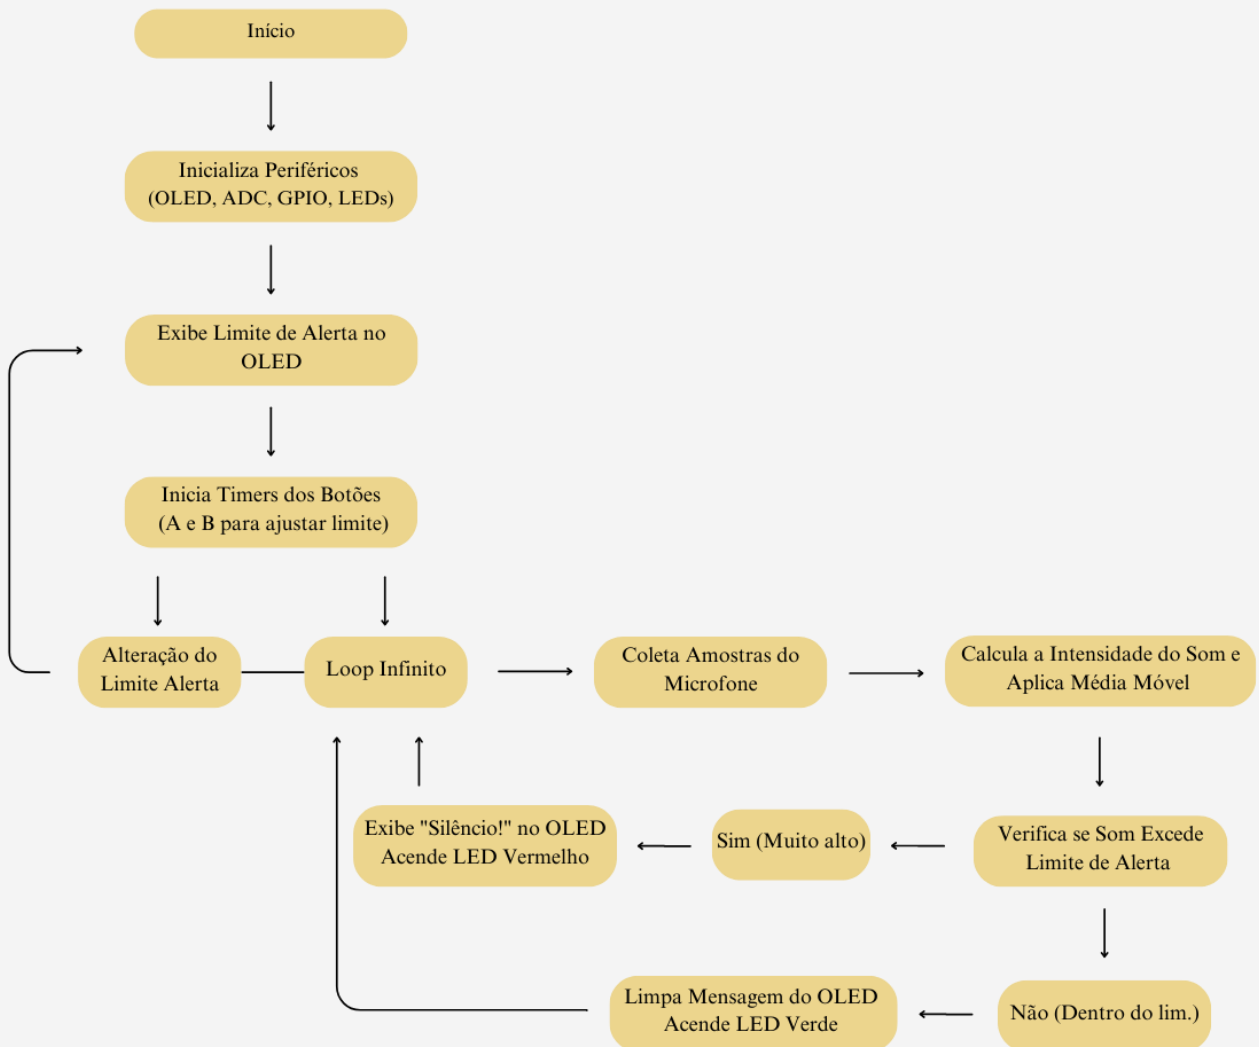 Início
Inicializa Periféricos
(OLED, ADC, GPIO, LEDs)
Exibe Limite de Alerta no
OLED
Inicia Timers dos Botões
(A e B para ajustar limite)
Alteração do
Limite Alerta
Loop Infinito
Coleta Amostras do
Microfone
Calcula a Intensidade do Som e
Aplica Média Móvel
Verifica se Som Excede
Limite de Alerta
Sim (Muito alto)
Exibe "Silêncio!" no OLED
Acende LED Vermelho
Não (Dentro do lim.)
Limpa Mensagem do OLED
Acende LED Verde